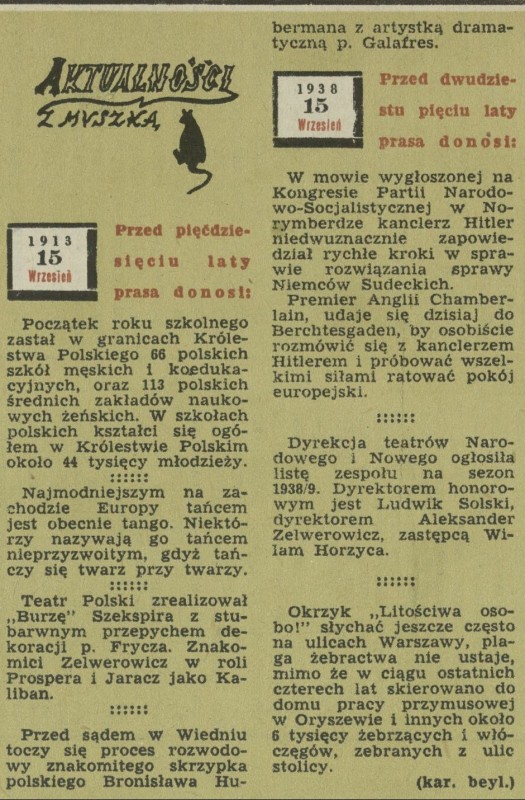 AKTUALNOŚCI
Z MYSZKĄ
1913
15
Wrzesień
Przed pięćdzie-
sięciu laty
prasa donosi:
Początek roku szkolnego
zastał w granicach Króle-
stwa Polskiego 66 polskich
szkół męskich i koeduka-
cyjnych, oraz 113 polskich
średnich zakładów nauko-
wych żeńskich. W szkołach
polskich kształci się ogó-
łem w Królestwie Polskim
około 44 tysięcy młodzieży.
::::::
Najmodniejszym na za-
chodzie Europy tańcem
jest obecnie tango. Niektó-
rzy nazywają go tańcem
nieprzyzwoitym, gdyż tań-
czy się twarz przy twarzy.
::::::
Teatr Polski zrealizował
„Burzę" Szekspira z stu-
barwnym przepychem de-
koracji p. Frycza. Znako-
mici Zelwerowicz w roli
Prospera i Jaracz jako Ka-
liban.
::::::
Przed sądem w Wiedniu
toczy się proces rozwodo-
wy znakomitego skrzypka
polskiego Bronisława Hu-
bermana z artystką drama-
tyczną p. Galafres.
1938
15
Wrzesień
Przed dwudzie-
stu pięciu laty
prasa donosi:
W mowie wygłoszonej na
Kongresie Partii Narodo-
wo-Socjalistycznej w No-
rymberdze kanclerz Hitler
niedwuznacznie zapowie-
dział rychłe kroki w spra-
wie rozwiązania sprawy
Niemców Sudeckich.
Premier Anglii Chamber-
lain, udaje się dzisiaj do
Berchtesgaden, by osobiście
rozmówić się z kanclerzem
Hitlerem i próbować wszel-
kimi siłami ratować pokój
europejski.
::::::
Dyrekcja teatrów Naro-
dowego i Nowego ogłosiła
listę zespołu na sezon
1938/9. Dyrektorem honoro-
wym jest Ludwik Solski,
dyrektorem Aleksander
Zelwerowicz, zastępcą Wi-
lam Horzyca.
::::::
Okrzyk „Litościwa oso-
bo!" słychać jeszcze często
na ulicach Warszawy, pla-
ga żebractwa nie ustaje,
mimo że w ciągu ostatnich
czterech lat skierowano do
domu pracy przymusowej
w Oryszewie i innych około
6 tysięcy żebrzących i włó-
częgów, zebranych z ulic
stolicy.
(kar. beyl.)